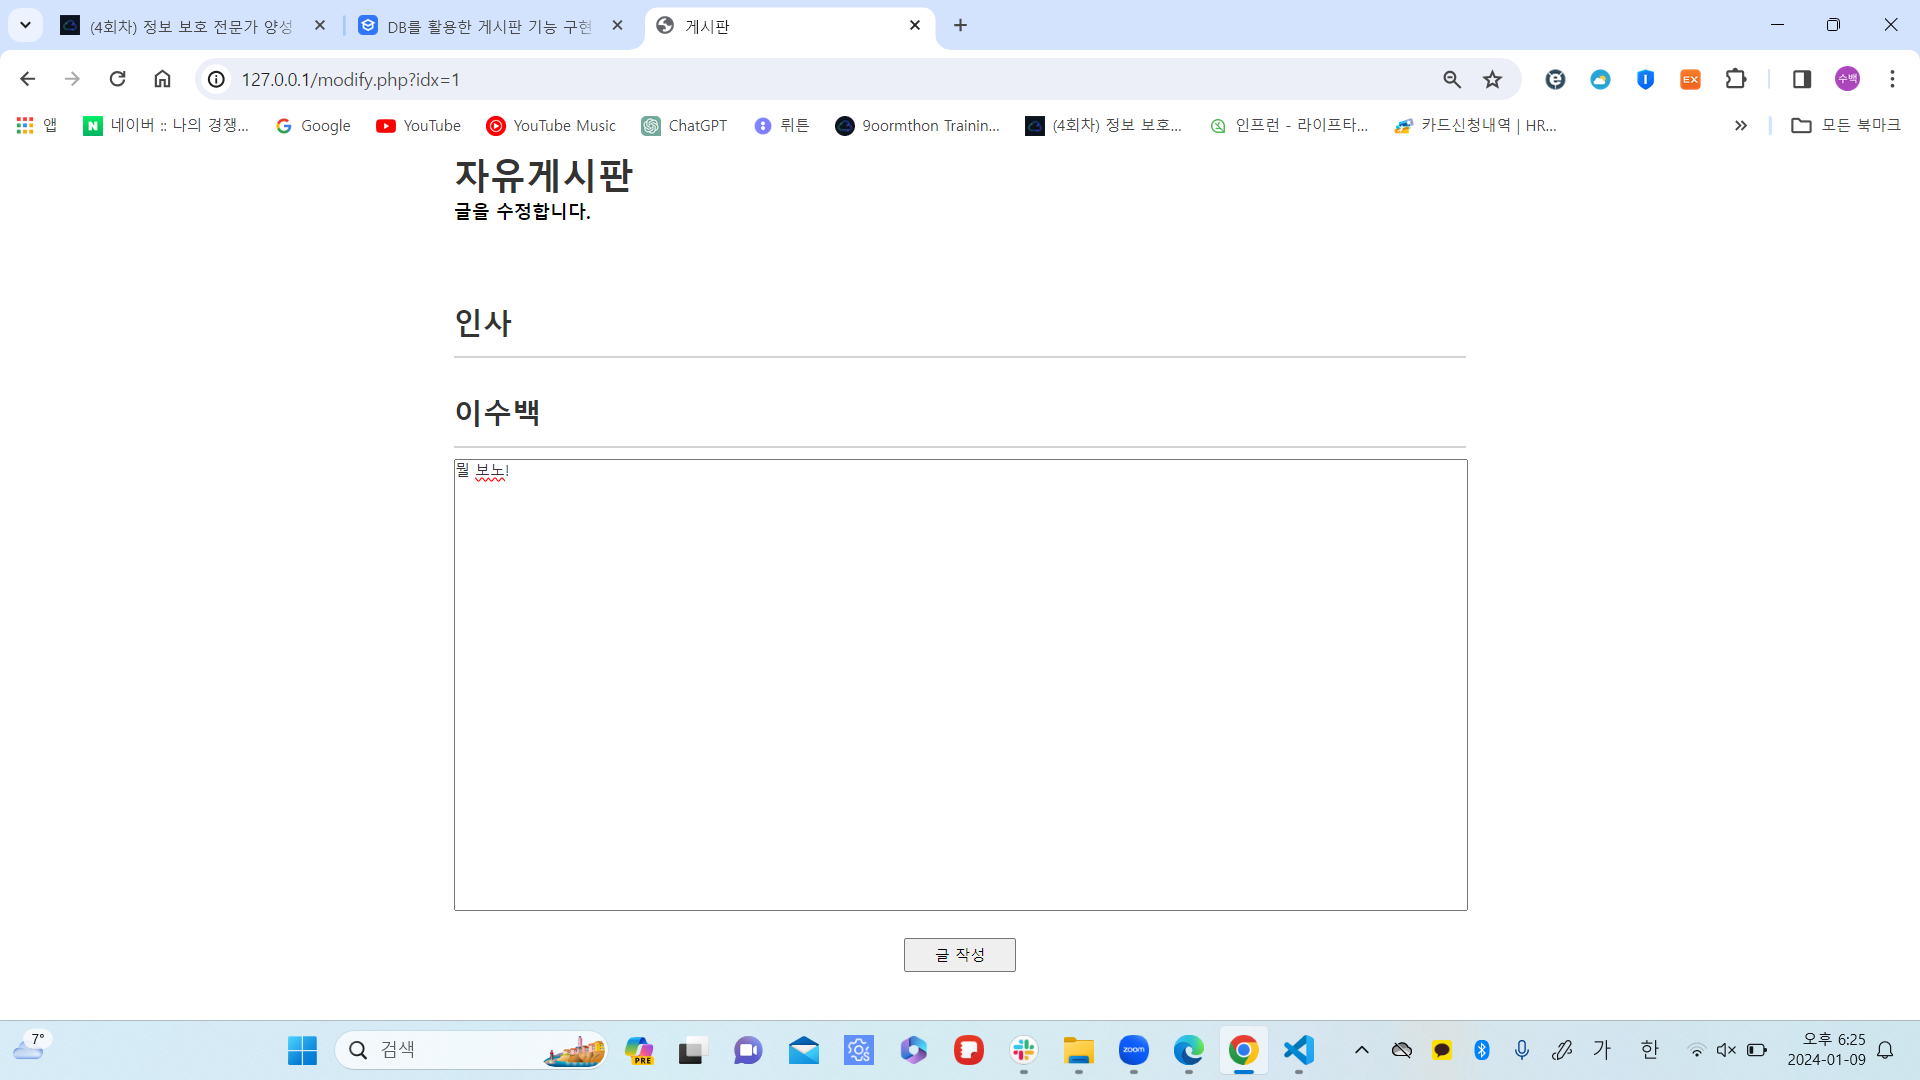 (4회차) 정보 보호 전문가 양성
DB를 활용한 게시판 기능 구현
게시판
127.0.0.1/modify.php?idx=1
EX
수백
앱
N
네이버 :: 나의 경쟁...
Google
YouTube
YouTube Music
ChatGPT
뤼튼
9oormthon Trainin...
(4회차) 정보 보호...
인프런 - 라이프타...
카드신청내역 | HR...
모든 북마크
자유게시판
글을 수정합니다.
인사
이수백
뭘 보노!
글 작성
7°
검색
PRE
zoom
가
한
오후 6:25
2024-01-09